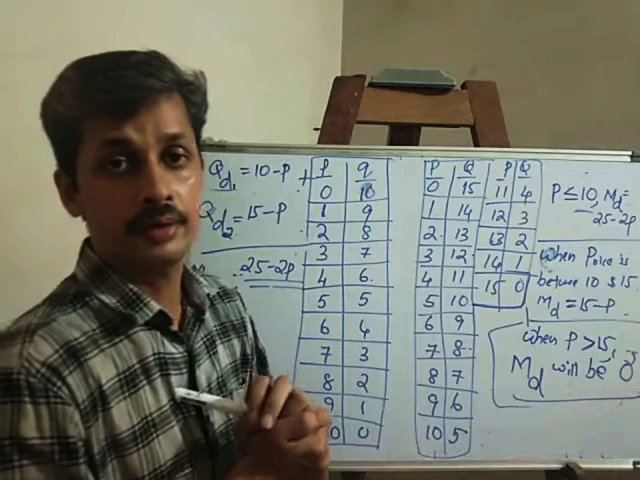 Qd₁ = 10-P
Qd₂ = 15-P
25-2P
P q
0 10
1 9
2 8
3 7
4 6
5 5
6 4
7 3
8 2
9 1
0 0
P Q
0 15
1 14
2 13
3 12
4 11
5 10
6 9
7 8
8 7
9 6
10 5
P Q
11 4
12 3
13 2
14 1
15 0
P ≤ 10, Md =
25-2P
When Price is
between 10 & 15
Md = 15-P
When P > 15,
Md will be 0